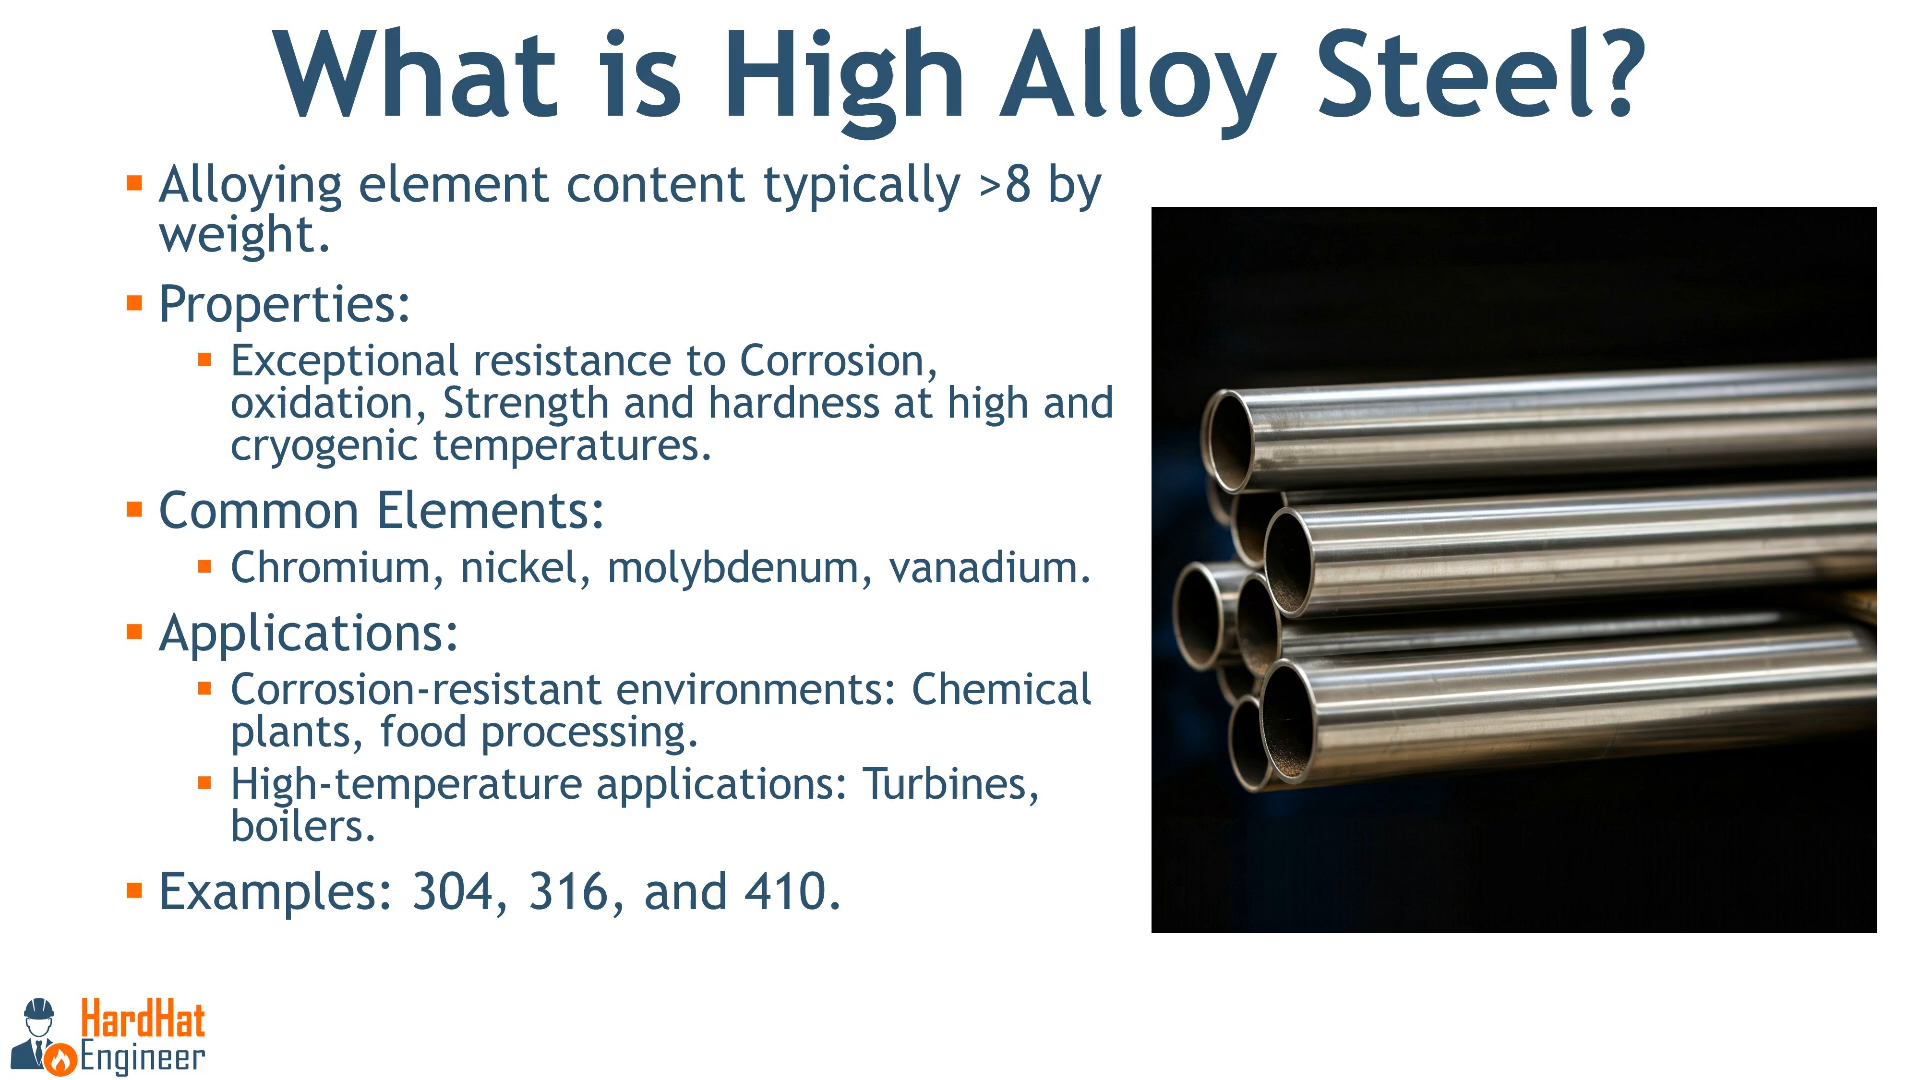 What is High Alloy Steel?
Alloying element content typically >8 by
weight.
Properties:
Exceptional resistance to Corrosion,
oxidation, Strength and hardness at high and
cryogenic temperatures.
Common Elements:
Chromium, nickel, molybdenum, vanadium.
Applications:
Corrosion-resistant environments: Chemical
plants, food processing.
High-temperature applications: Turbines,
boilers.
Examples: 304, 316, and 410.
HardHat
Engineer